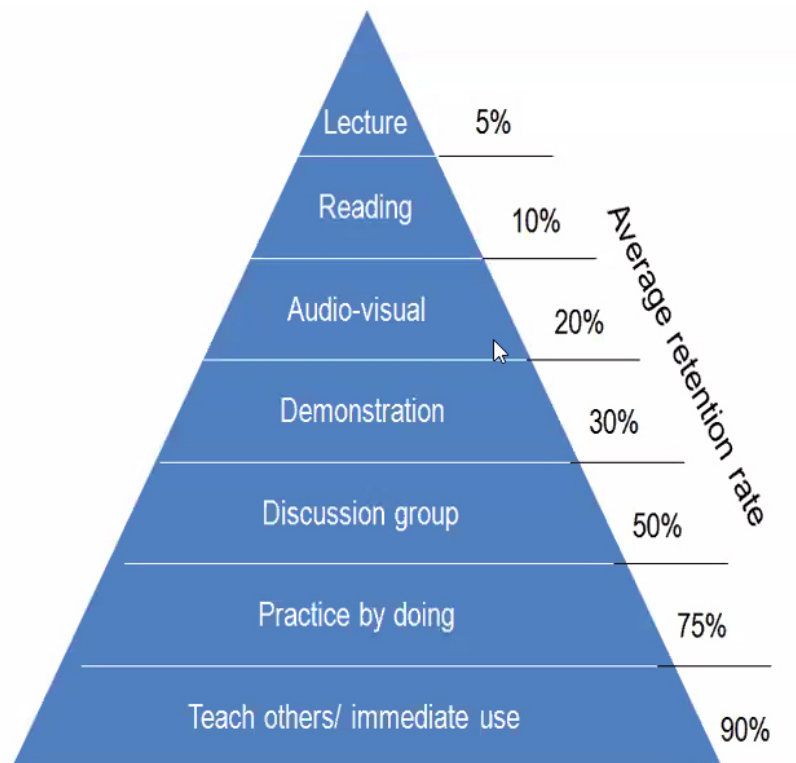 Lecture 5%
Reading 10%
Audio-visual 20%
Demonstration 30%
Discussion group 50%
Practice by doing 75%
Teach others/ immediate use 90%
Average retention rate